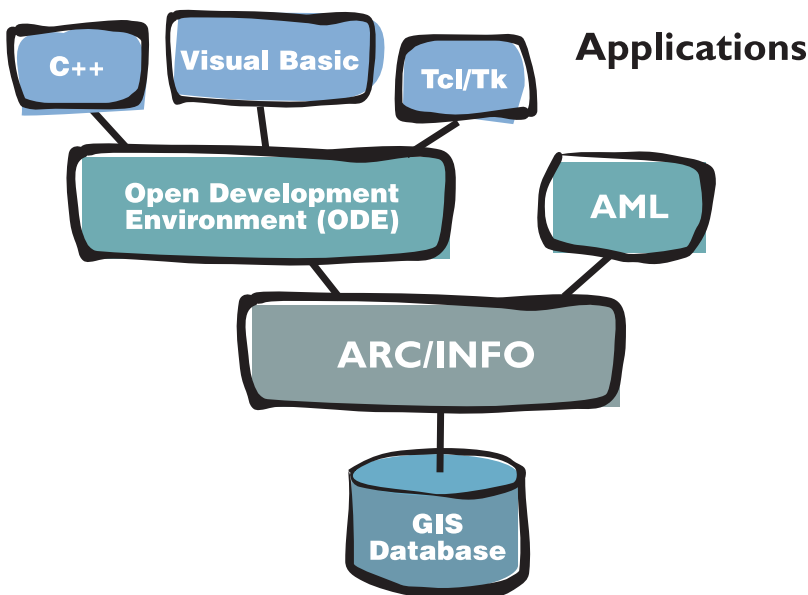 C++
Visual Basic
Tcl/Tk
Applications
Open Development
Environment (ODE)
AML
ARC/INFO
GIS
Database